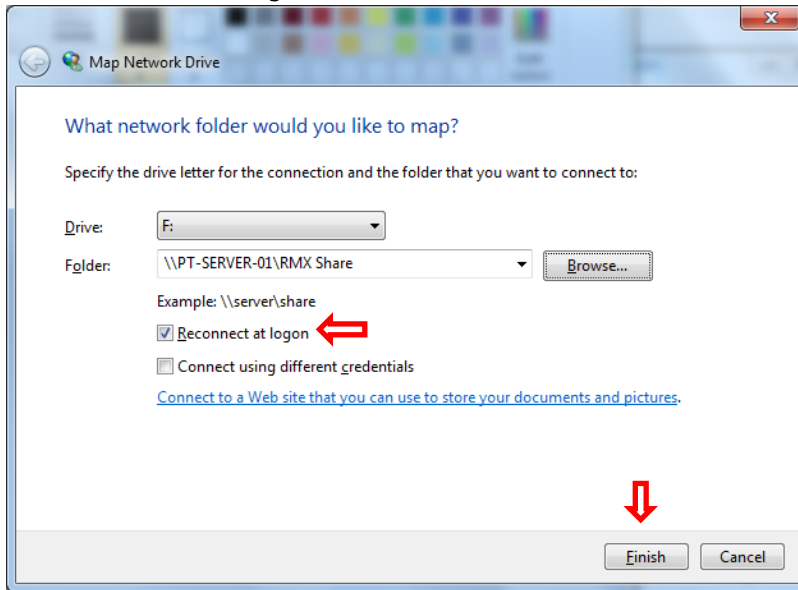 Map Network Drive
What network folder would you like to map?
Specify the drive letter for the connection and the folder that you want to connect to:
Drive: F:
Folder: \\PT-SERVER-01\RMX Share Browse...
Example: \\server\share
Reconnect at logon
Connect using different credentials
Connect to a Web site that you can use to store your documents and pictures.
Finish Cancel